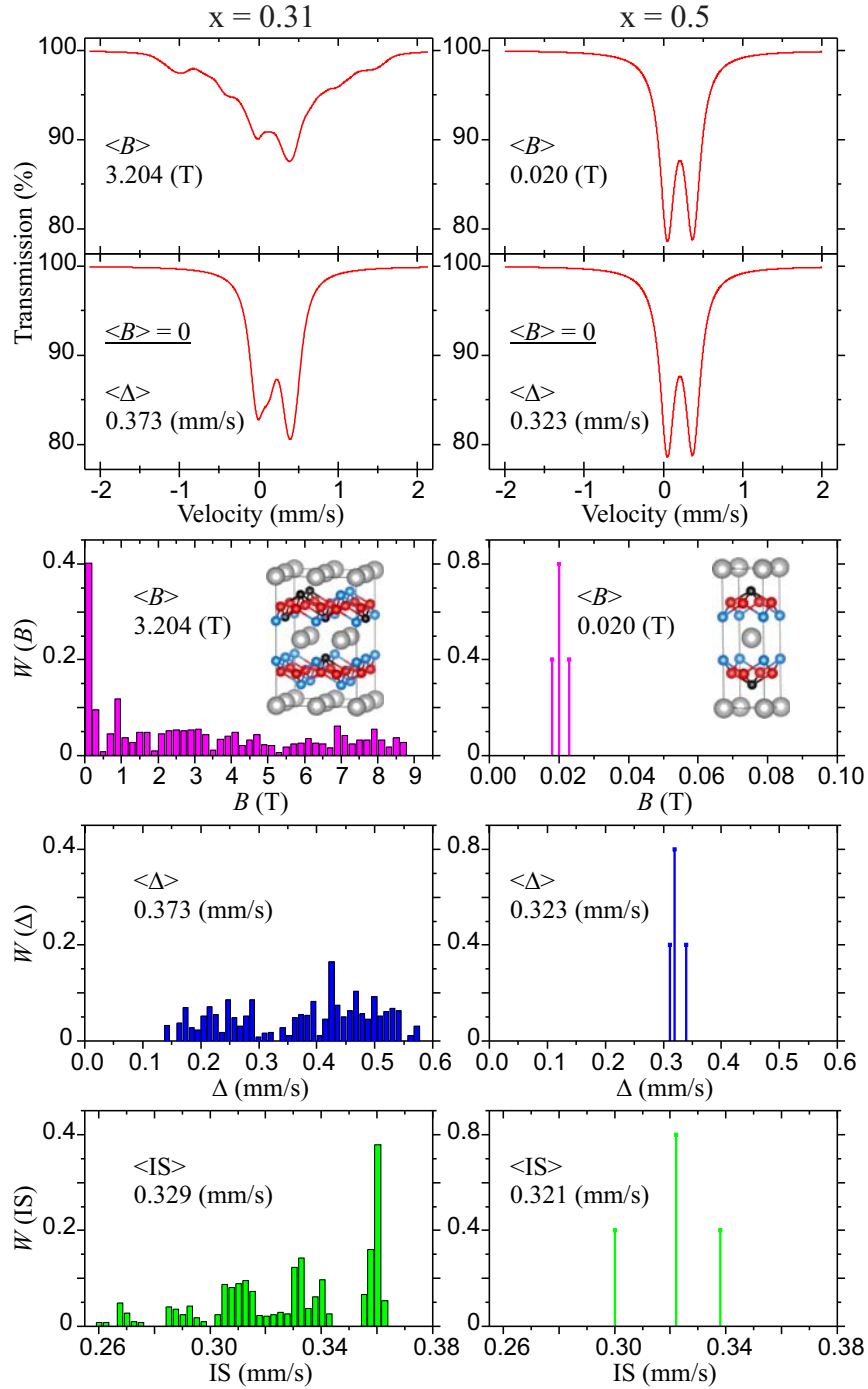 x = 0.31
x = 0.5
Transmission (%)
100
90
80
<B>
3.204 (T)
100
90
80
<B>
0.020 (T)
100
90
80
<B> = 0
<Δ>
0.373 (mm/s)
100
90
80
<B> = 0
<Δ>
0.323 (mm/s)
-2 -1 0 1 2
Velocity (mm/s)
-2 -1 0 1 2
Velocity (mm/s)
W (B)
0.4
0.2
0
<B>
3.204 (T)
0 1 2 3 4 5 6 7 8 9
B (T)
0.8
0.4
0
<B>
0.020 (T)
0.00 0.02 0.04 0.06 0.08 0.10
B (T)
W (Δ)
0.4
0.2
0
<Δ>
0.373 (mm/s)
0.0 0.1 0.2 0.3 0.4 0.5 0.6
Δ (mm/s)
0.8
0.4
0
<Δ>
0.323 (mm/s)
0.0 0.1 0.2 0.3 0.4 0.5 0.6
Δ (mm/s)
W (IS)
0.4
0.2
0
<IS>
0.329 (mm/s)
0.26 0.30 0.34 0.38
IS (mm/s)
0.8
0.4
0
<IS>
0.321 (mm/s)
0.26 0.30 0.34 0.38
IS (mm/s)